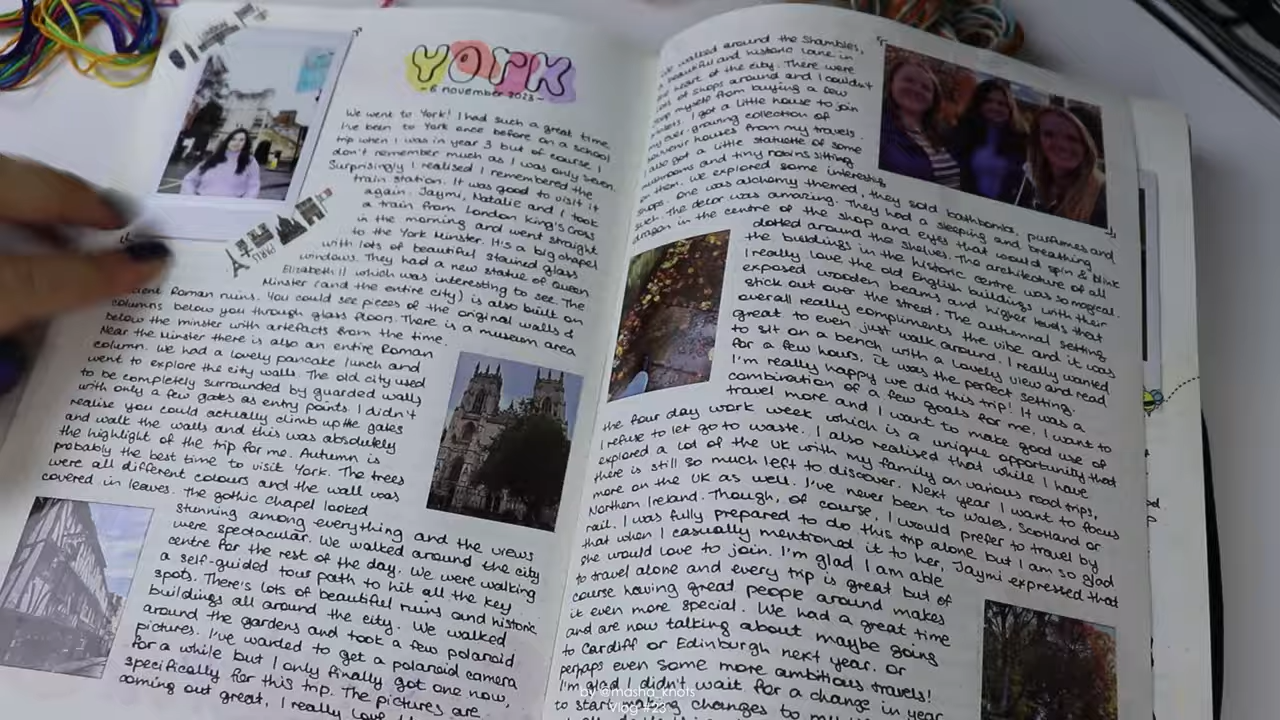 YORK
- 6 november 2023 -
We went to York! I had such a great time.
I've been to York once before on a school
trip when I was in year 3 but of course I
don't remember much as I was only seven.
Surprisingly I realised I remembered the
train station. It was good to visit it
again. Jaymi, Natalie and I took
a train from London King's Cross
in the morning and went straight
to the York Minster. It's a big chapel
with lots of beautiful stained glass
windows. They had a new statue of Queen
Elizabeth II which was interesting to see. The
Minster (and the entire city) is also built on
Roman ruins. You could see pieces of the original walls &
columns below you through glass floors. There is a museum area
below the minster with artefacts from the time.
Near the Minster there is also an entire Roman
column. We had a lovely pancake lunch and
went to explore the city walls. The old city used
to be completely surrounded by guarded walls
with only a few gates as entry points. I didn't
realise you could actually climb up the gates
and walk the walls and this was absolutely
the highlight of the trip for me. Autumn is
probably the best time to visit York. The trees
were all different colours and the wall was
covered in leaves. The gothic chapel looked
stunning among everything and the views
were spectacular. We walked around the city
centre for the rest of the day. We were walking
a self-guided tour path to hit all the key
spots. There's lots of beautiful ruins and historic
buildings all around the city. We walked
around the gardens and took a few polaroid
pictures. I've wanted to get a polaroid camera
for a while but I only finally got one now,
specifically for this trip. The pictures are
coming out great, I really love
PARIS
We walked around the Shambles,
a beautiful and historic lane in
heart of the city. There were
lots of shops around and I couldn't
stop myself from buying a few
I got a little house to join
my ever-growing collection of
souvenir houses from my travels.
I also got a little statuette of some
mushrooms and tiny robins sitting
on them. We explored some interesting
shops. One was alchemy themed, they sold bathbombs, perfumes and
such. The decor was amazing. They had a sleeping and breathing
dragon in the centre of the shop and eyes that would spin & blink
dotted around the shelves. The architecture of all
the buildings in the historic centre was so magical.
I really love the old English buildings with their
exposed wooden beams and higher levels that
stick out over the street. The autumnal setting
overall really compliments the vibe and it was
great to even just walk around. I really wanted
to sit on a bench with a lovely view and read
for a few hours, it was the perfect setting.
I'm really happy we did this trip! It was a
combination of a few goals for me. I want to
travel more and I want to make good use of
the four day work week which is a unique opportunity that
I refuse to let go to waste. I also realised that while I have
explored a lot of the UK with my family on various road trips,
there is still so much left to discover. Next year I want to focus
more on the UK as well. I've never been to Wales, Scotland or
Northern Ireland. Though, of course, I would prefer to travel by
rail. I was fully prepared to do this trip alone but I am so glad
that when I casually mentioned it to her, Jaymi expressed that
she would love to join. I'm glad I am able
to travel alone and every trip is great but of
course having great people around makes
it even more special. We had a great time
and are now talking about maybe going
to Cardiff or Edinburgh next year. Or
perhaps even some more ambitious travels!
I'm glad I didn't wait for a change in year
to start making changes to my
by @masha_knots
Vlog #23